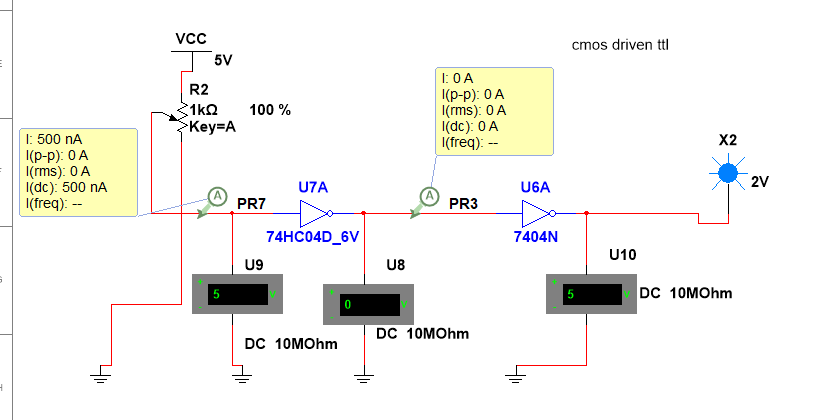 cmos driven ttl
VCC
5V
R2
1kΩ
100 %
Key=A
I: 0 A
I(p-p): 0 A
I(rms): 0 A
I(dc): 0 A
I(freq): --
I: 500 nA
I(p-p): 0 A
I(rms): 0 A
I(dc): 500 nA
I(freq): --
X2
2V
A
PR7
U7A
74HC04D_6V
A
PR3
U6A
7404N
U9
+
5
V
-
DC 10MOhm
U8
+
0
V
-
DC 10MOhm
U10
+
5
V
-
DC 10MOhm